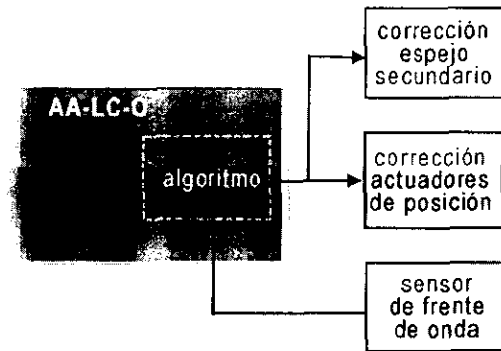 AA-LC-O
algoritmo
corrección
espejo
secundario
corrección
actuadores
de posición
sensor
de frente
de onda